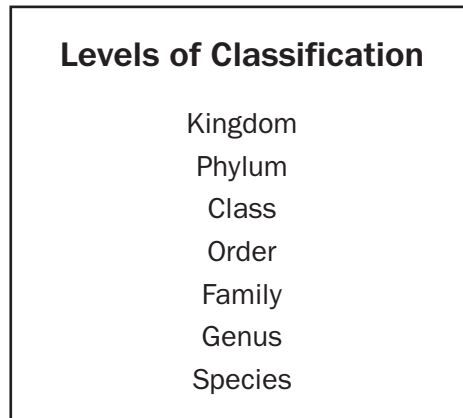 Levels of Classification
Kingdom
Phylum
Class
Order
Family
Genus
Species